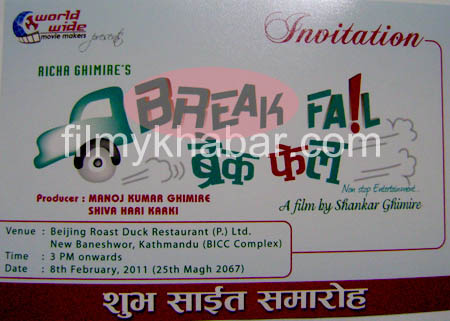 world
wide
movie makers
presents
Invitation
RICHA GHIMIRE'S
BREAK FA!L
filmykhabar.com
ब्रेक फेल
Non stop Entertainment...
Producer : MANOJ KUMAR GHIMIRE
SHIVA HARI KARKI
A film by Shankar Ghimire
Venue : Beijing Roast Duck Restaurant (P.) Ltd.
New Baneshwor, Kathmandu (BICC Complex)
Time : 3 PM onwards
Date : 8th February, 2011 (25th Magh 2067)
शुभ साईत समारोह